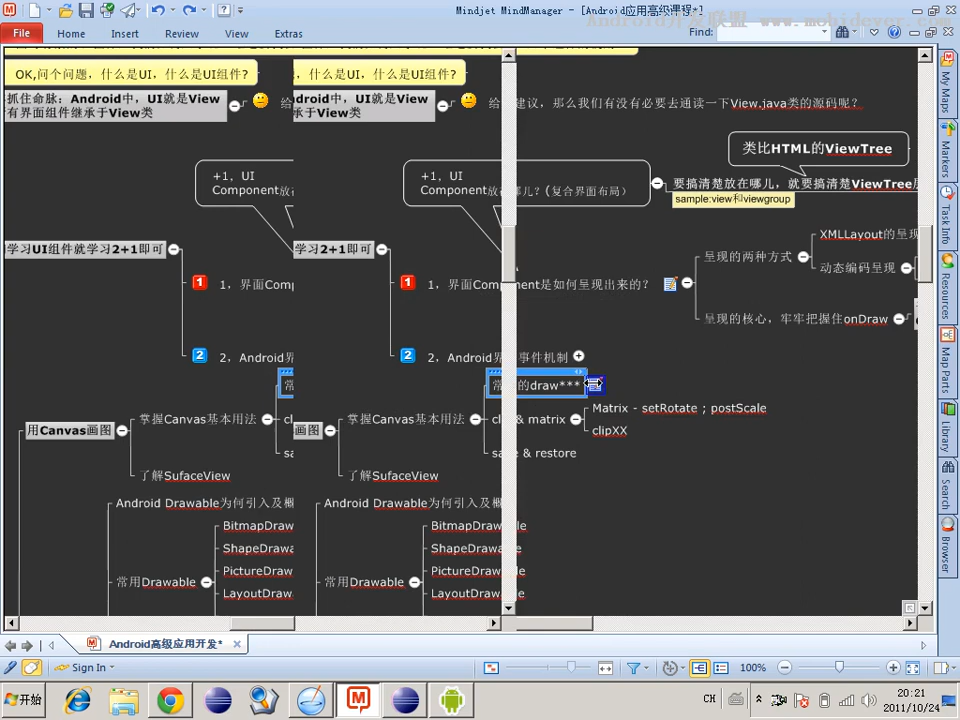 Mindjet MindManager - [Android应用高级课程*]
www.mobidever.com
File Home Insert Review View Extras
Find:
OK,问个问题，什么是UI，什么是UI组件?
，什么是UI，什么是UI组件?
抓住命脉：Android中，UI就是View
有界面组件继承于View类
ndroid中，UI就是View
承于View类
给
建议，那么我们有没有必要去通读一下View.java类的源码呢?
类比HTML的ViewTree
+1．UI
Component放在
+1．UI
Component放在哪儿?（复合界面布局）
要搞清楚放在哪儿，就要搞清楚ViewTree
sample:view和viewgroup
学习UI组件就学习2+1即可
学习2+1即可
1
1，界面Comp
1
1，界面Component是如何呈现出来的?
呈现的两种方式
XMLLayout的呈现
动态编码呈现
呈现的核心，牢牢把握住onDraw
2
2，Android界
2
2，Android界面事件机制
常
的draw***
用Canvas画图
掌握Canvas基本用法
cl
画图
掌握Canvas基本用法
& matrix
Matrix - setRotate ; postScale
clipXX
sa
& restore
了解SufaceView
了解SufaceView
Android Drawable为何引入及概
Android Drawable为何引入及概
常用Drawable
BitmapDraw
ShapeDrawa
PictureDraw
LayoutDraw
常用Drawable
BitmapDrawable
ShapeDrawable
PictureDrawable
LayoutDrawable
My Maps
Markers
Task Info
Resources
Map Parts
Library
Search
Browser
Android高级应用开发*
Sign In
100%
开始
CH
20:21
2011/10/24